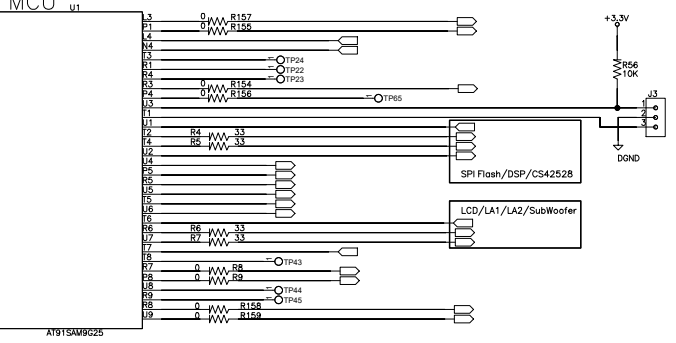 MCU U1
L3 0 R157
P1 0 R155
L4
N4
T3 TP24
R1 TP22
R4 TP23
R3 0 R154
P4 0 R156 TP65
U3
T1
U1
T2 R4 33
T4 R5 33
U2
U4
P5
R5
U5
T5
U6
T6
R6 R6 33
U7 R7 33
T7
T8 TP43
R7 0 R8
P8 0 R9
U8 TP44
R9 TP45
R8 0 R158
U9 0 R159
AT91SAM9G25
SPI Flash/DSP/CS42528
LCD/LA1/LA2/SubWoofer
+3.3V
R56
10K
J3
1
2
3
DGND